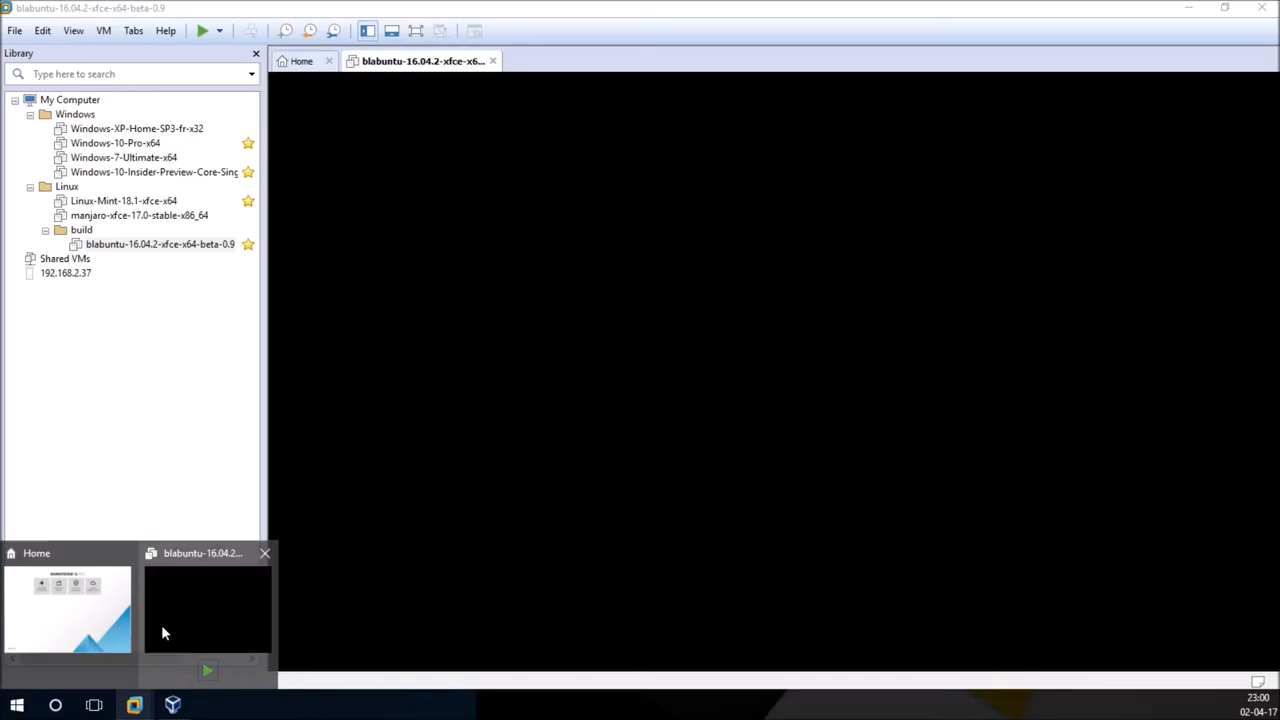 blabuntu-16.04.2-xfce-x64-beta-0.9
File Edit View VM Tabs Help
Library
Type here to search
Home
blabuntu-16.04.2-xfce-x6...
My Computer
Windows
Windows-XP-Home-SP3-fr-x32
Windows-10-Pro-x64
Windows-7-Ultimate-x64
Windows-10-Insider-Preview-Core-Sing
Linux
Linux-Mint-18.1-xfce-x64
manjaro-xfce-17.0-stable-x86_64
build
blabuntu-16.04.2-xfce-x64-beta-0.9
Shared VMs
192.168.2.37
Home
blabuntu-16.04.2...
23:00
02-04-17